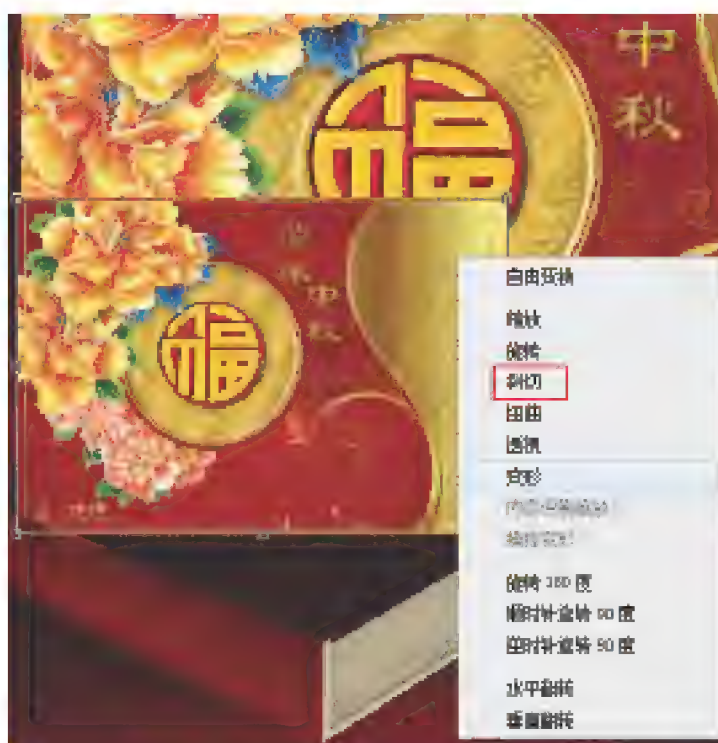 中
秋
福
福
中
秋
自由变换
缩放
旋转
斜切
扭曲
透视
变形
旋转 180 度
顺时针旋转 90 度
逆时针旋转 90 度
水平翻转
垂直翻转